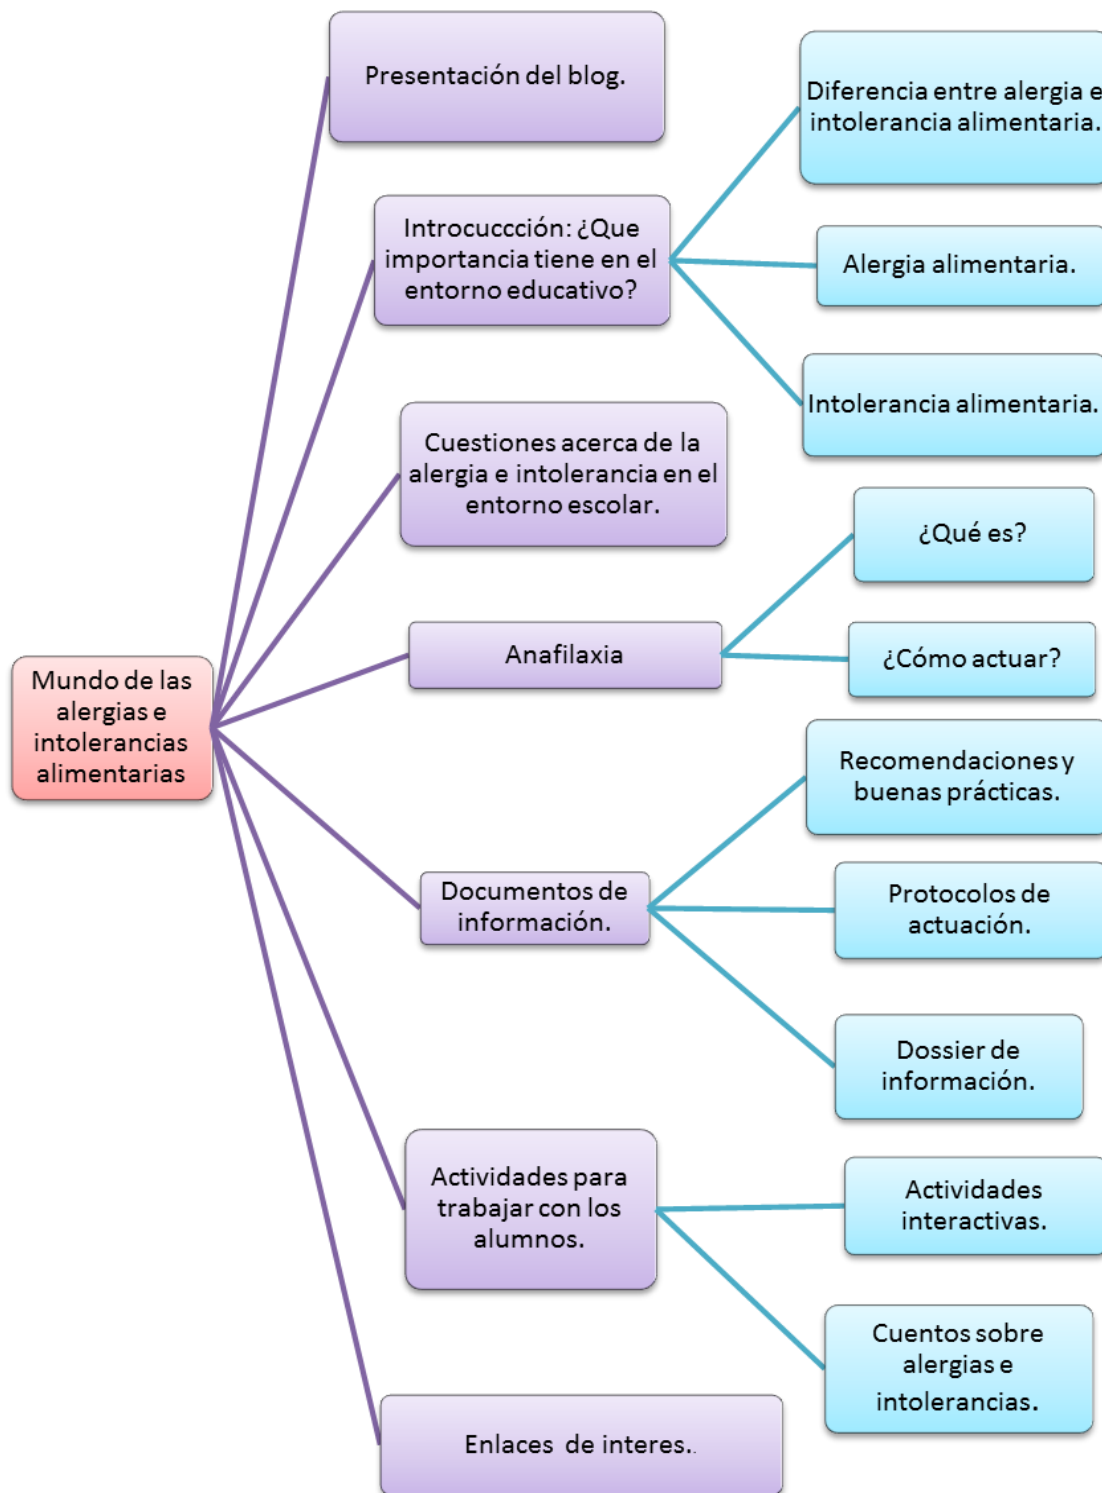 Presentación del blog.
Diferencia entre alergia e
intolerancia alimentaria.
Introcuccción: ¿Que
importancia tiene en el
entorno educativo?
Alergia alimentaria.
Intolerancia alimentaria.
Cuestiones acerca de la
alergia e intolerancia en el
entorno escolar.
¿Qué es?
Anafilaxia
¿Cómo actuar?
Mundo de las
alergias e
intolerancias
alimentarias
Recomendaciones y
buenas prácticas.
Documentos de
información.
Protocolos de
actuación.
Dossier de
información.
Actividades para
trabajar con los
alumnos.
Actividades
interactivas.
Cuentos sobre
alergias e
intolerancias.
Enlaces de interes..